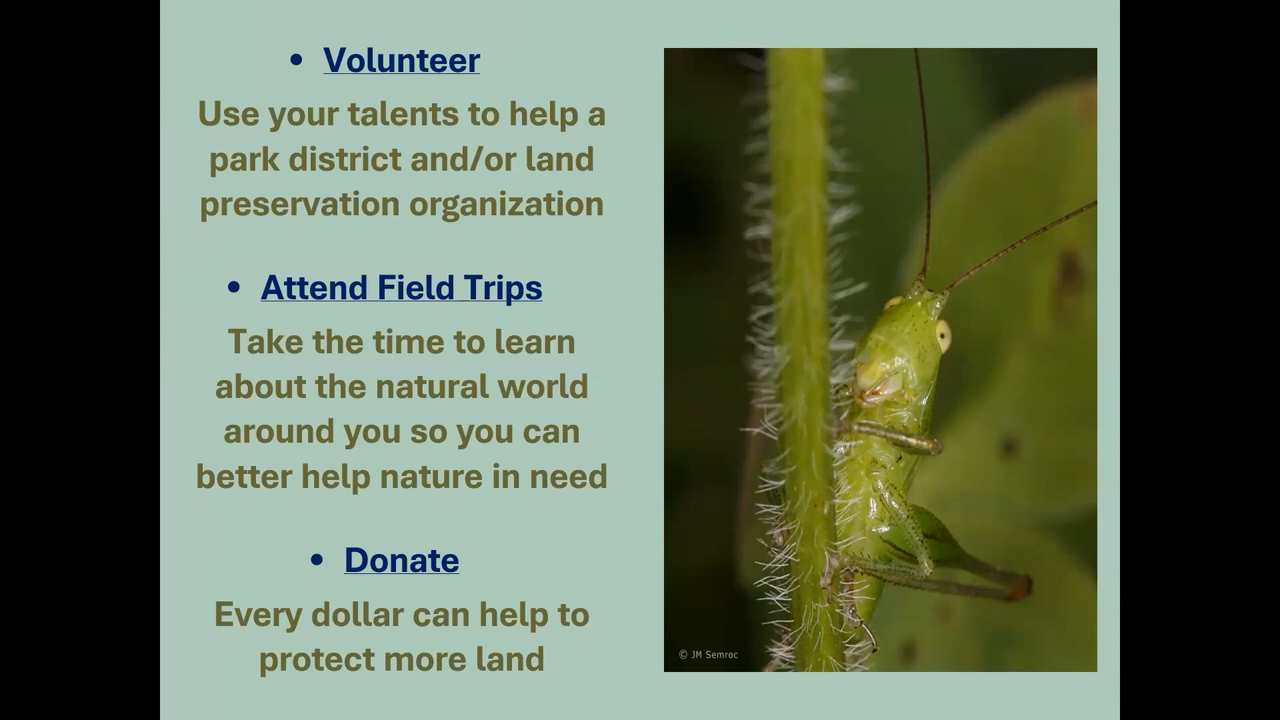 • Volunteer
Use your talents to help a
park district and/or land
preservation organization
• Attend Field Trips
Take the time to learn
about the natural world
around you so you can
better help nature in need
• Donate
Every dollar can help to
protect more land
© JM Semroc